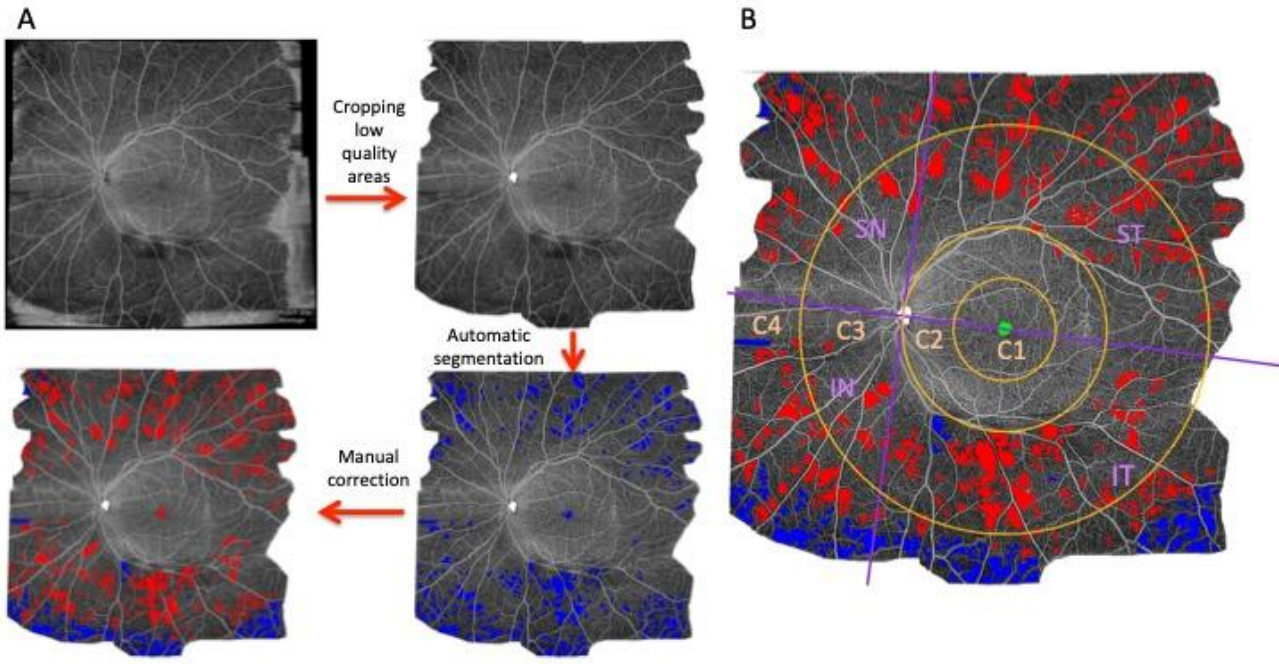 A
B
Cropping
low
quality
areas
Automatic
segmentation
Manual
correction
SN
ST
C4
C3
C2
C1
IN
IT